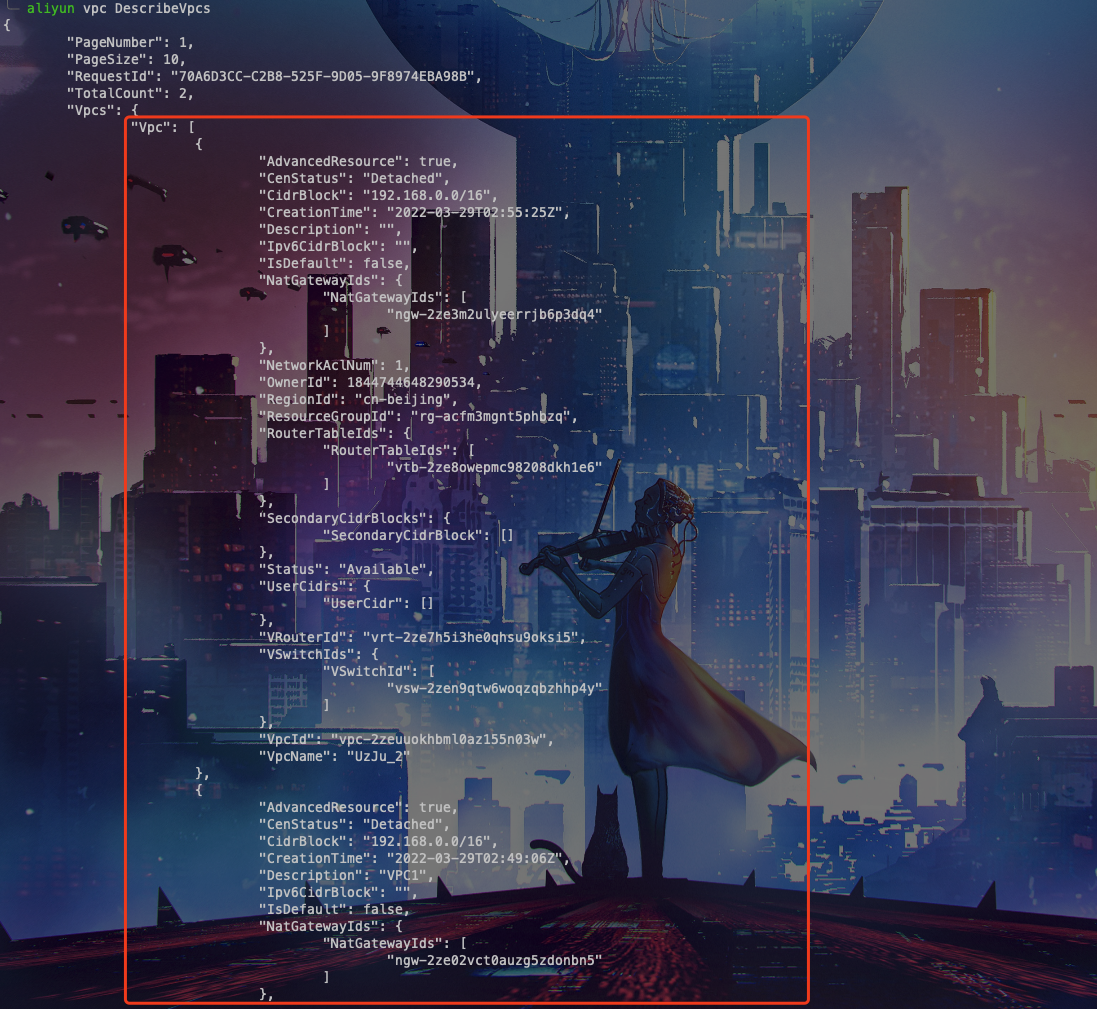 aliyun vpc DescribeVpcs
{
"PageNumber": 1,
"PageSize": 10,
"RequestId": "70A6D3CC-C2B8-525F-9D05-9F8974EBA98B",
"TotalCount": 2,
"Vpcs": {
"Vpc": [
{
"AdvancedResource": true,
"CenStatus": "Detached",
"CidrBlock": "192.168.0.0/16",
"CreationTime": "2022-03-29T02:55:25Z",
"Description": "",
"Ipv6CidrBlock": "",
"IsDefault": false,
"NatGatewayIds": {
"NatGatewayIds": [
"ngw-2ze3m2ulyeerrjb6p3dq4"
]
},
"NetworkAclNum": 1,
"OwnerId": 1844744648290534,
"RegionId": "cn-beijing",
"ResourceGroupId": "rg-acfm3mgnt5phbzq",
"RouterTableIds": {
"RouterTableIds": [
"vtb-2ze8owepmc98208dkh1e6"
]
},
"SecondaryCidrBlocks": {
"SecondaryCidrBlock": []
},
"Status": "Available",
"UserCidrs": {
"UserCidr": []
},
"VRouterId": "vrt-2ze7h5i3he0qhsu9oksi5",
"VSwitchIds": {
"VSwitchId": [
"vsw-2zen9qtw6woqzqbzhhp4y"
]
},
"VpcId": "vpc-2zeuuokhbml0az155n03w",
"VpcName": "UzJu_2"
},
{
"AdvancedResource": true,
"CenStatus": "Detached",
"CidrBlock": "192.168.0.0/16",
"CreationTime": "2022-03-29T02:49:06Z",
"Description": "VPC1",
"Ipv6CidrBlock": "",
"IsDefault": false,
"NatGatewayIds": {
"NatGatewayIds": [
"ngw-2ze02vct0auzg5zdonbn5"
]
},